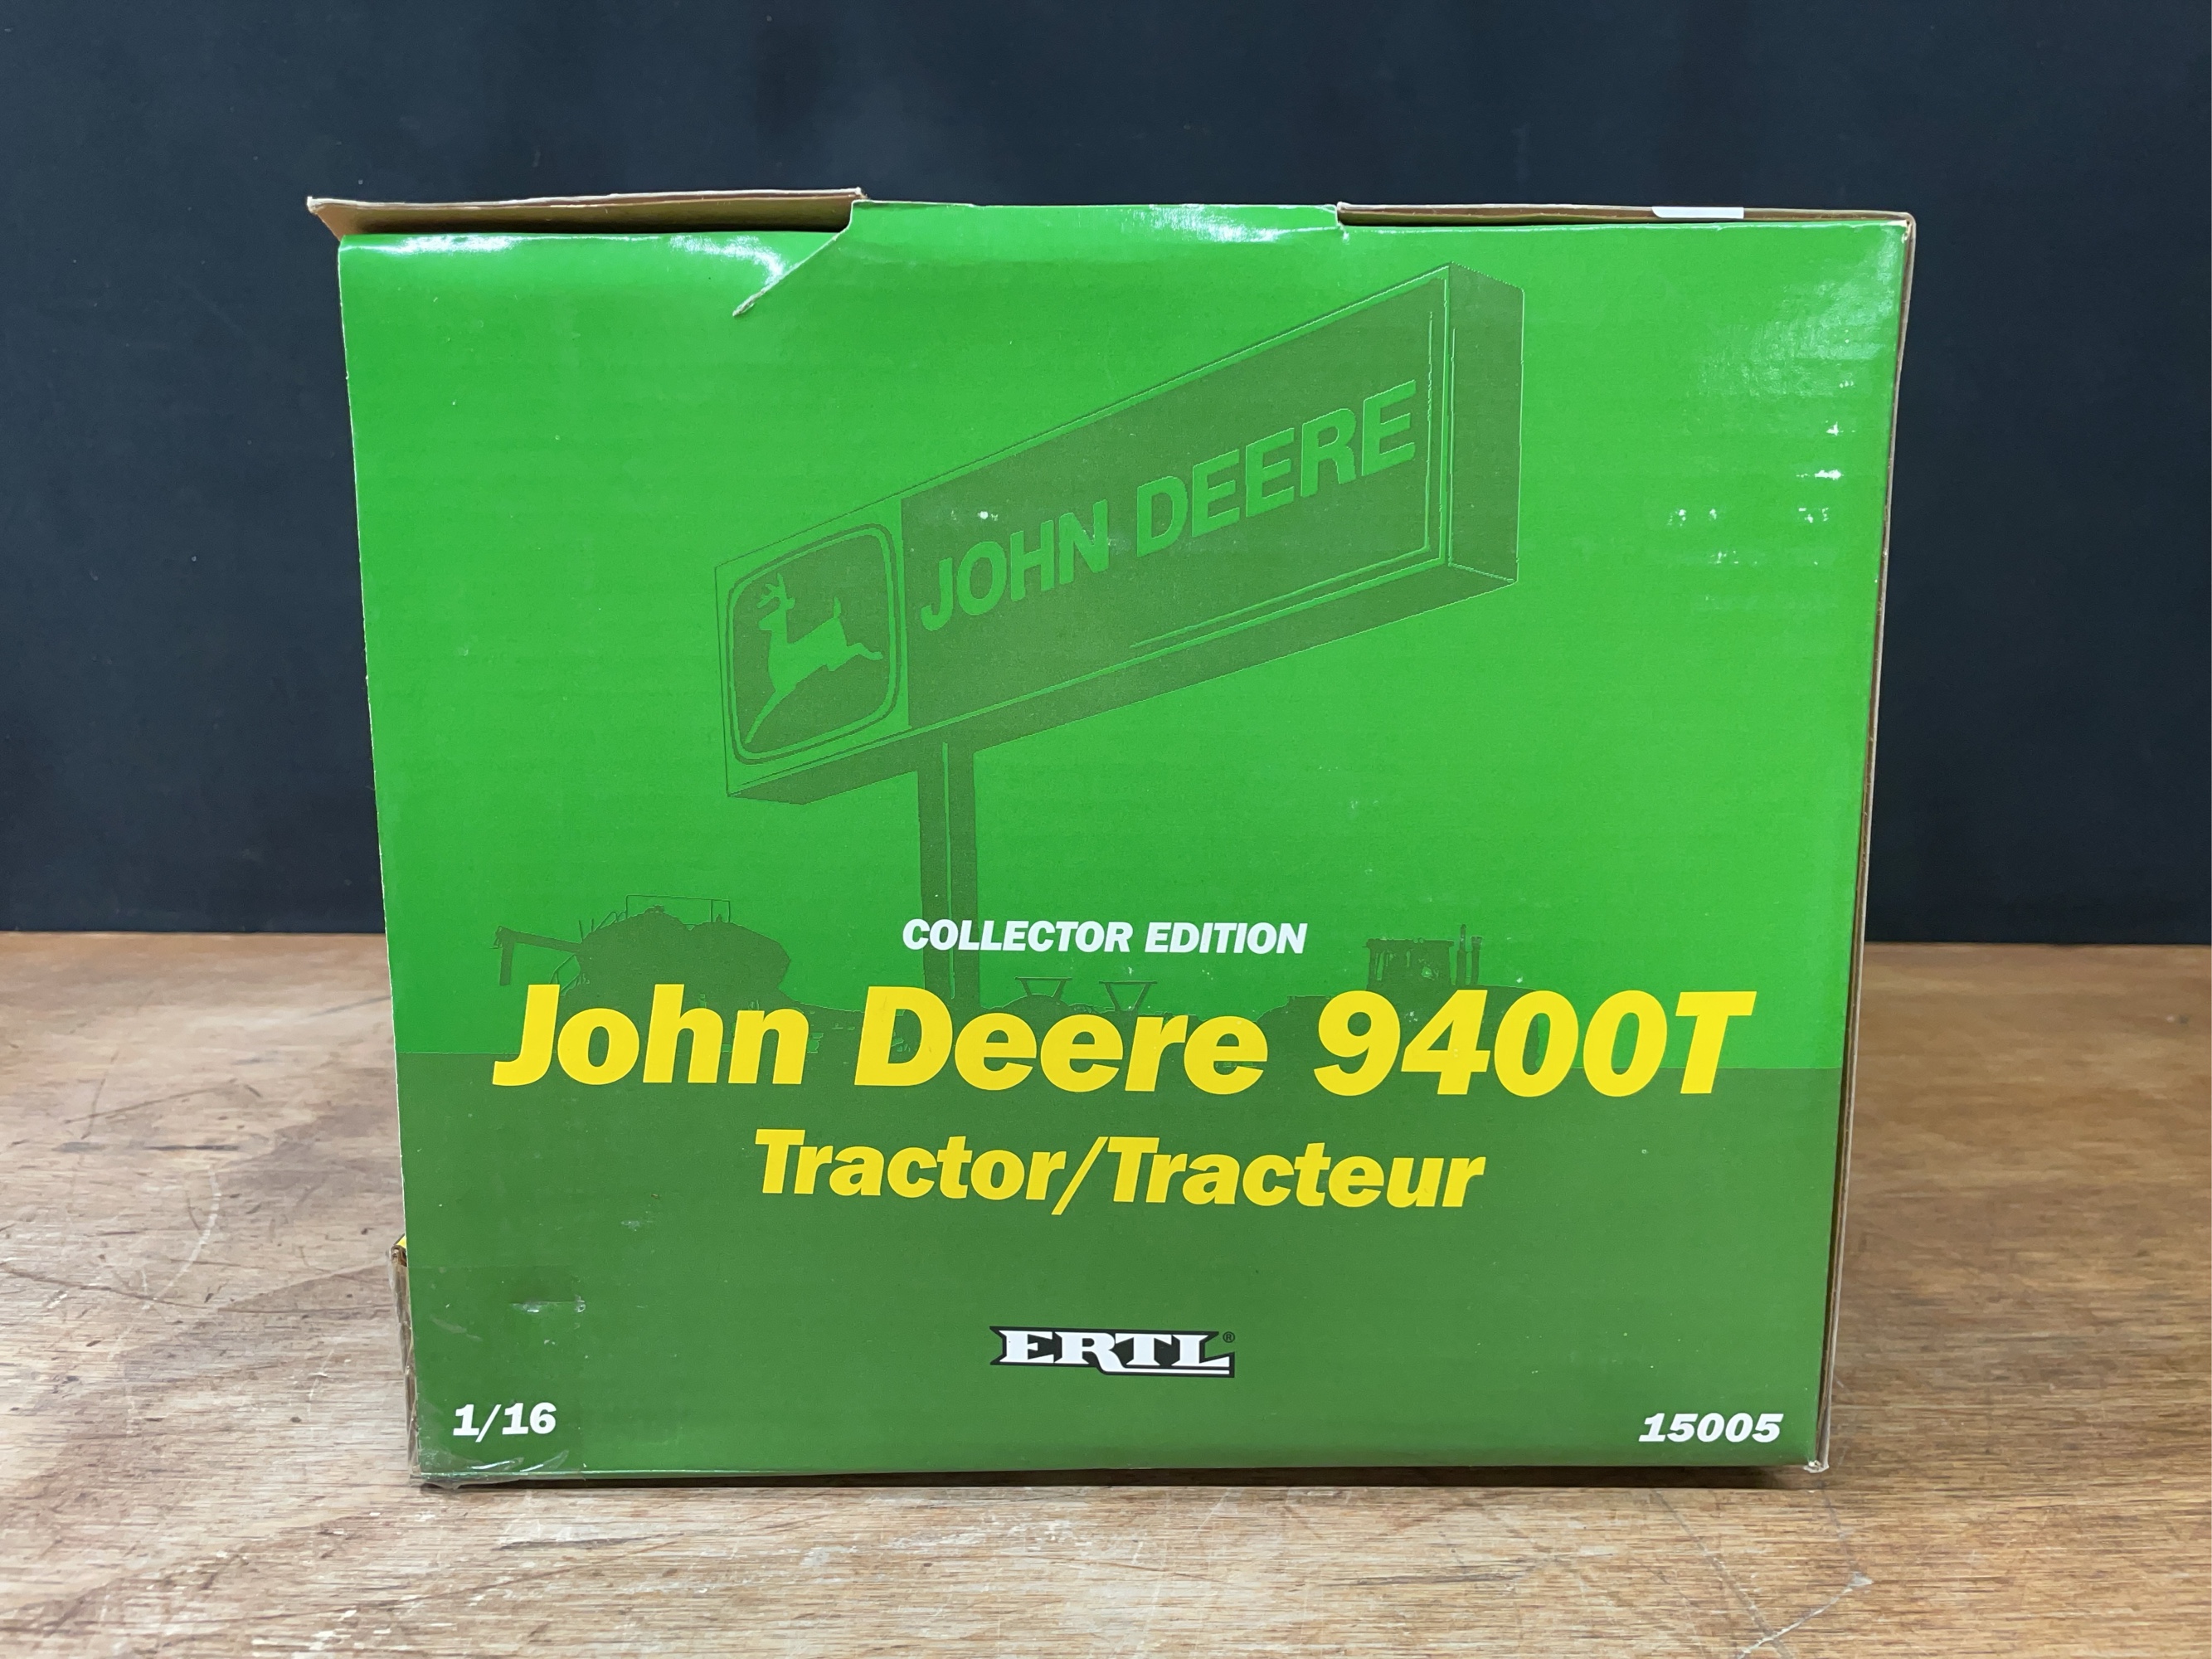 JOHN DEERE
COLLECTOR EDITION
John Deere 9400T
Tractor/Tracteur
ERTL®
1/16
15005